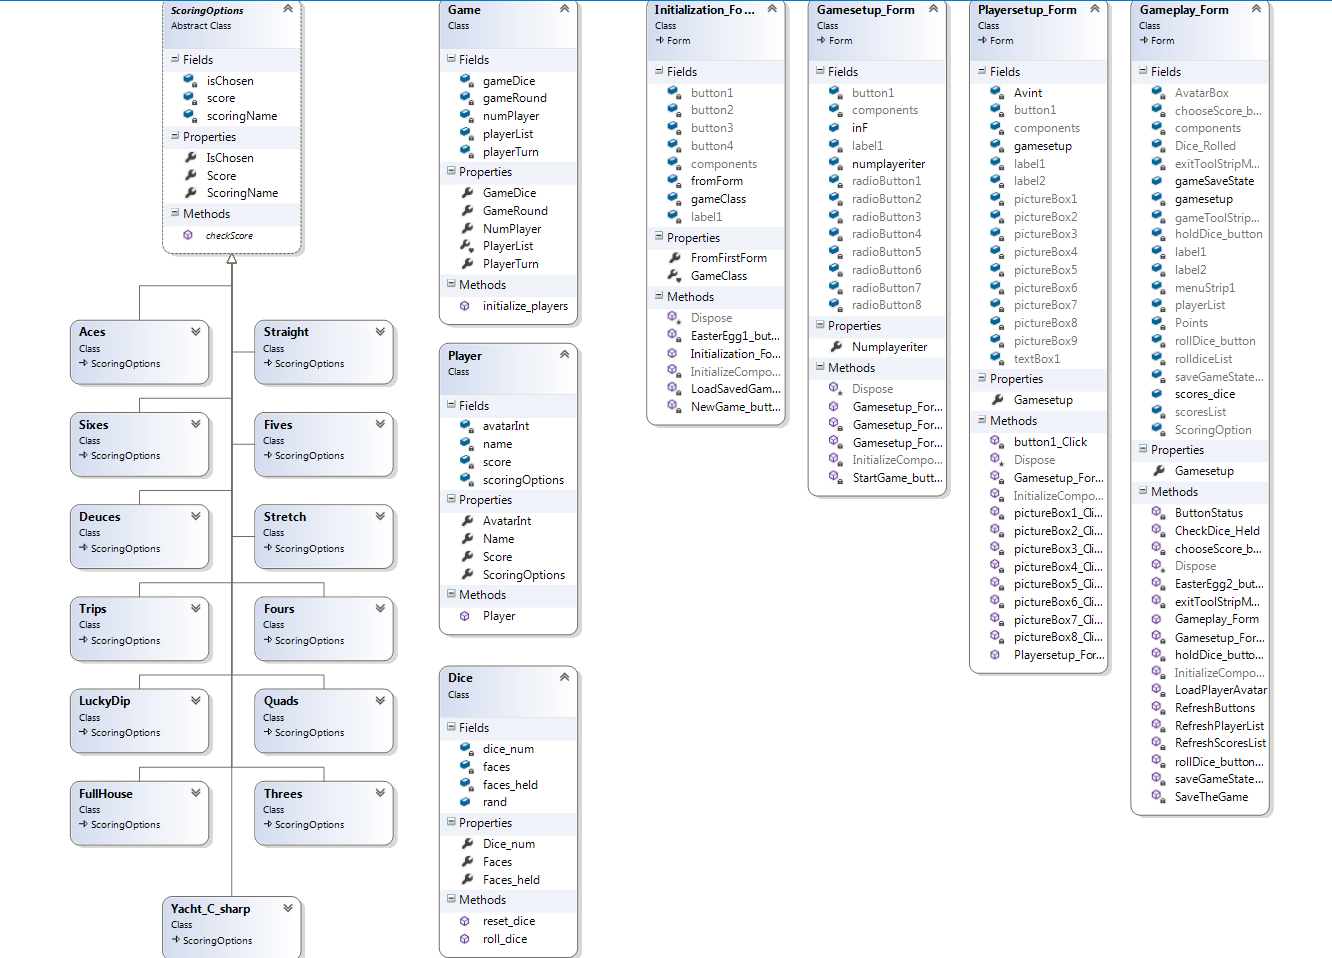 ScoringOptions
Abstract Class
Fields
isChosen
score
scoringName
Properties
IsChosen
Score
ScoringName
Methods
checkScore
Aces
Class
ScoringOptions
Straight
Class
ScoringOptions
Sixes
Class
ScoringOptions
Fives
Class
ScoringOptions
Deuces
Class
ScoringOptions
Stretch
Class
ScoringOptions
Trips
Class
ScoringOptions
Fours
Class
ScoringOptions
LuckyDip
Class
ScoringOptions
Quads
Class
ScoringOptions
FullHouse
Class
ScoringOptions
Threes
Class
ScoringOptions
Yacht_C_sharp
Class
ScoringOptions
Game
Class
Fields
gameDice
gameRound
numPlayer
playerList
playerTurn
Properties
GameDice
GameRound
NumPlayer
PlayerList
PlayerTurn
Methods
initialize_players
Player
Class
Fields
avatarInt
name
score
scoringOptions
Properties
AvatarInt
Name
Score
ScoringOptions
Methods
Player
Dice
Class
Fields
dice_num
faces
faces_held
rand
Properties
Dice_num
Faces
Faces_held
Methods
reset_dice
roll_dice
Initialization_Fo...
Class
Form
Fields
button1
button2
button3
button4
components
fromForm
gameClass
label1
Properties
FromFirstForm
GameClass
Methods
Dispose
EasterEgg1_but...
Initialization_Fo...
InitializeCompo...
LoadSavedGam...
NewGame_butt...
Gamesetup_Form
Class
Form
Fields
button1
components
inF
label1
numplayeriter
radioButton1
radioButton2
radioButton3
radioButton4
radioButton5
radioButton6
radioButton7
radioButton8
Properties
Numplayeriter
Methods
Dispose
Gamesetup_For...
Gamesetup_For...
Gamesetup_For...
InitializeCompo...
StartGame_butt...
Playersetup_Form
Class
Form
Fields
Avint
button1
components
gamesetup
label1
label2
pictureBox1
pictureBox2
pictureBox3
pictureBox4
pictureBox5
pictureBox6
pictureBox7
pictureBox8
pictureBox9
textBox1
Properties
Gamesetup
Methods
button1_Click
Dispose
Gamesetup_For...
InitializeCompo...
pictureBox1_Cli...
pictureBox2_Cli...
pictureBox3_Cli...
pictureBox4_Cli...
pictureBox5_Cli...
pictureBox6_Cli...
pictureBox7_Cli...
pictureBox8_Cli...
Playersetup_For...
Gameplay_Form
Class
Form
Fields
AvatarBox
chooseScore_b...
components
Dice_Rolled
exitToolStripM...
gameSaveState
gamesetup
gameToolStrip...
holdDice_button
label1
label2
menuStrip1
playerList
Points
rollDice_button
rolldiceList
saveGameState...
scores_dice
scoresList
ScoringOption
Properties
Gamesetup
Methods
ButtonStatus
CheckDice_Held
chooseScore_b...
Dispose
EasterEgg2_but...
exitToolStripM...
Gameplay_Form
Gamesetup_For...
holdDice_butto...
InitializeCompo...
LoadPlayerAvatar
RefreshButtons
RefreshPlayerList
RefreshScoresList
rollDice_button...
saveGameState...
SaveTheGame